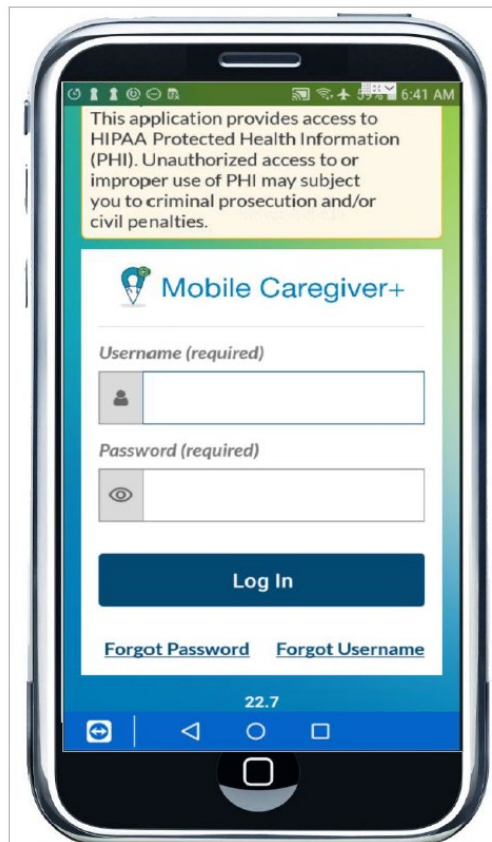 6:41 AM
This application provides access to
HIPAA Protected Health Information
(PHI). Unauthorized access to or
improper use of PHI may subject
you to criminal prosecution and/or
civil penalties.
Mobile Caregiver+
Username (required)
Password (required)
Log In
Forgot Password Forgot Username
22.7